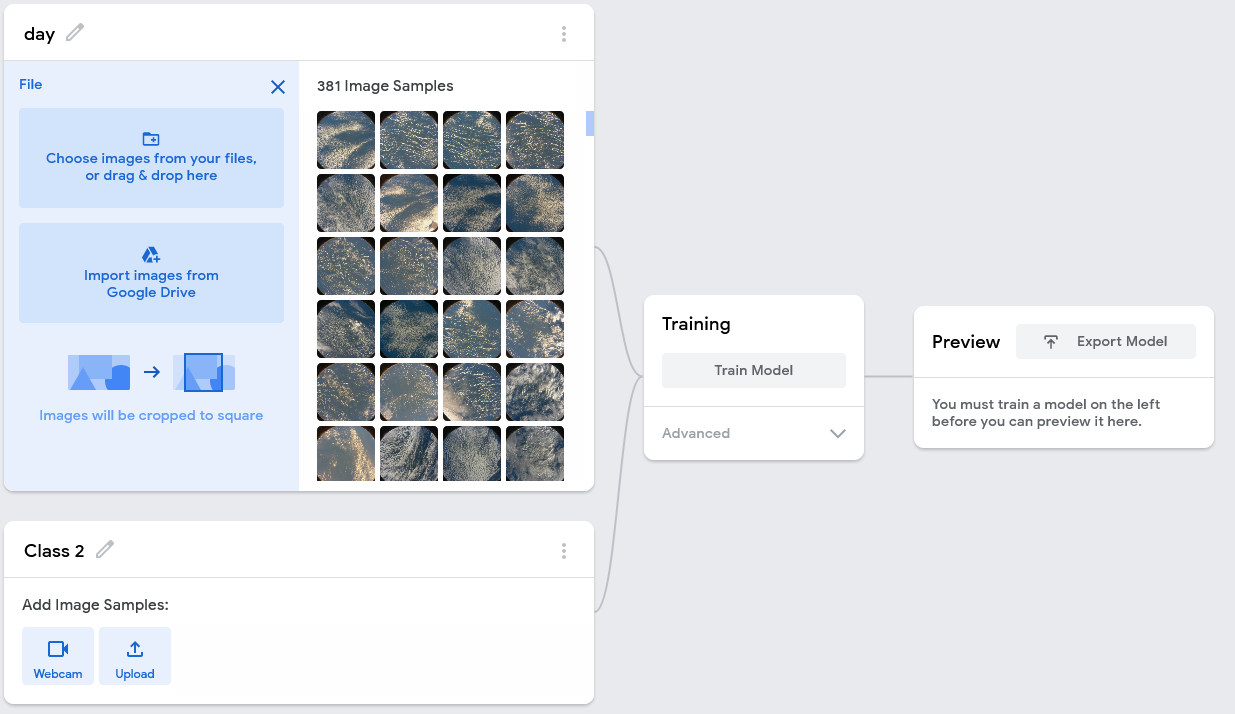 day
File
Choose images from your files,
or drag & drop here
Import images from
Google Drive
Images will be cropped to square
381 Image Samples
Class 2
Add Image Samples:
Webcam
Upload
Training
Train Model
Advanced
Preview
Export Model
You must train a model on the left
before you can preview it here.